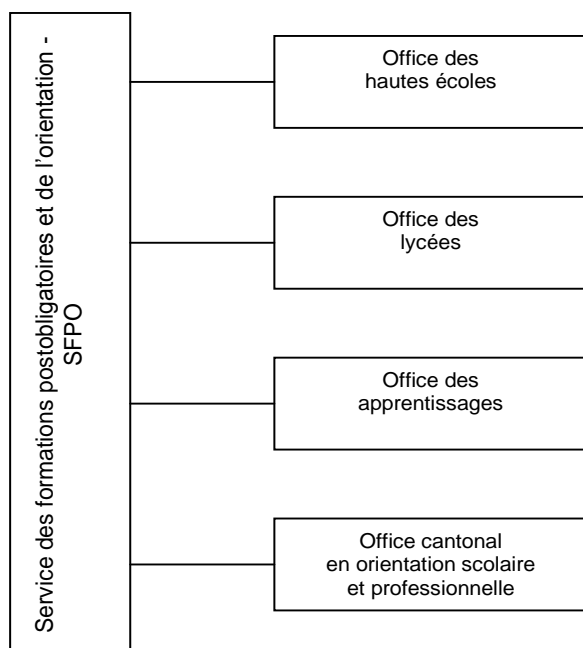 Service des formations postobligatoires et de l'orientation -
SFPO
Office des
hautes écoles
Office des
lycées
Office des
apprentissages
Office cantonal
en orientation scolaire
et professionnelle